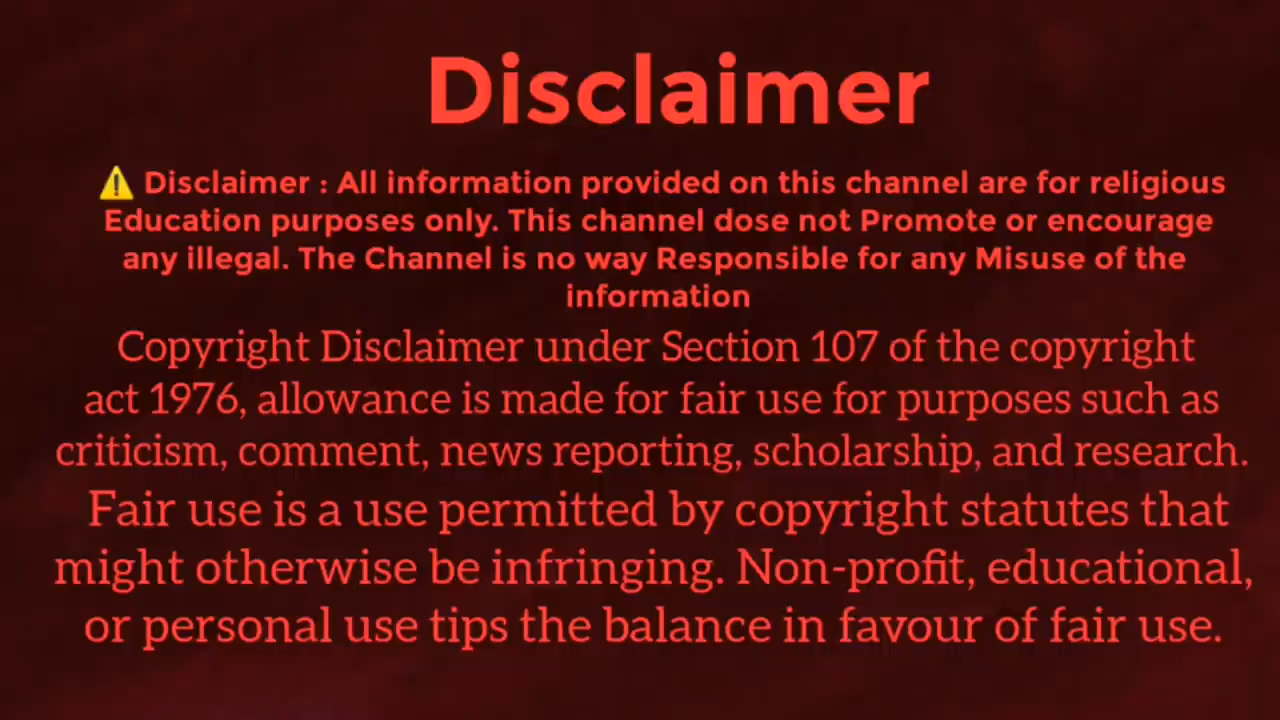 Disclaimer
⚠️ Disclaimer : All information provided on this channel are for religious
Education purposes only. This channel dose not Promote or encourage
any illegal. The Channel is no way Responsible for any Misuse of the
information
Copyright Disclaimer under Section 107 of the copyright
act 1976, allowance is made for fair use for purposes such as
criticism, comment, news reporting, scholarship, and research.
Fair use is a use permitted by copyright statutes that
might otherwise be infringing. Non-profit, educational,
or personal use tips the balance in favour of fair use.